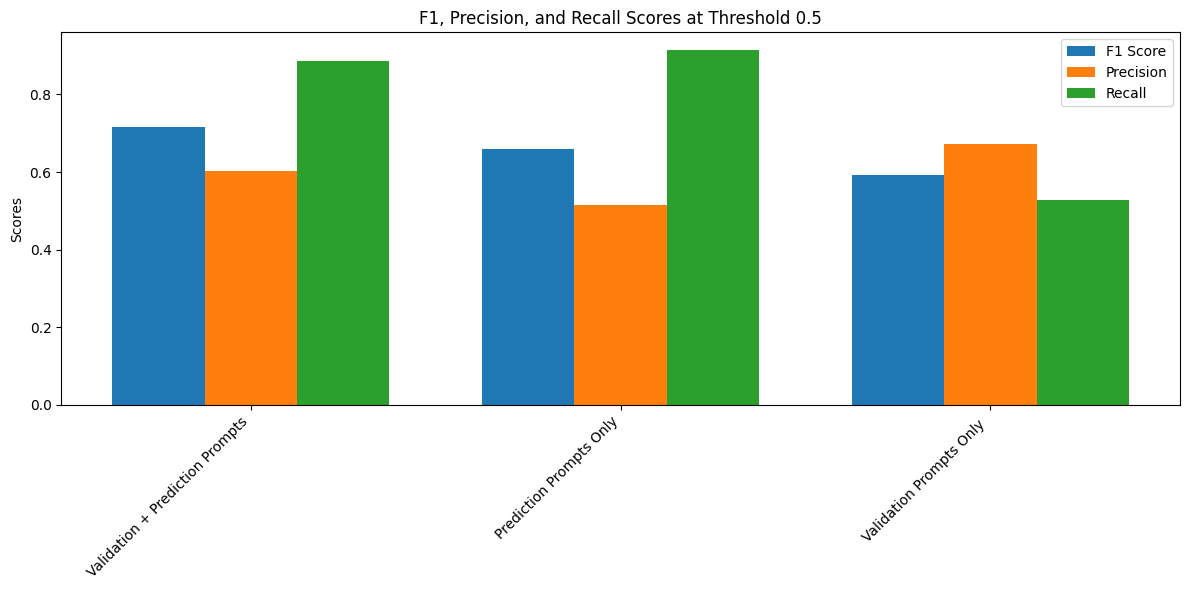 F1, Precision, and Recall Scores at Threshold 0.5
F1 Score
Precision
Recall
Scores
0.8
0.6
0.4
0.2
0.0
Validation + Prediction Prompts
Prediction Prompts Only
Validation Prompts Only